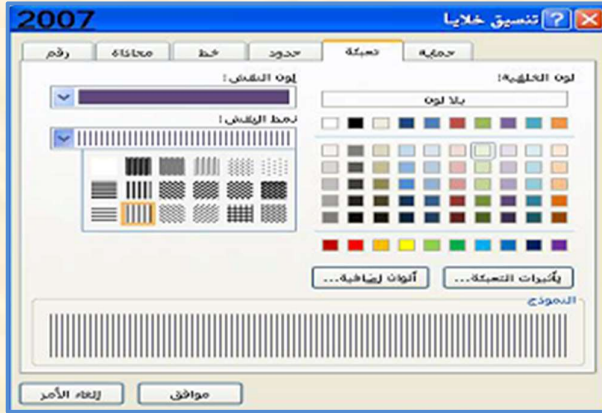 2007
تنسيق خلايا
رقم محاذاة خط حدود تعبئة حماية
لون الخلفية:
لون النقش:
بلا لون
نمط النقش:
تأثيرات التعبئة...
ألوان إضافية...
النموذج
موافق
إلغاء الأمر